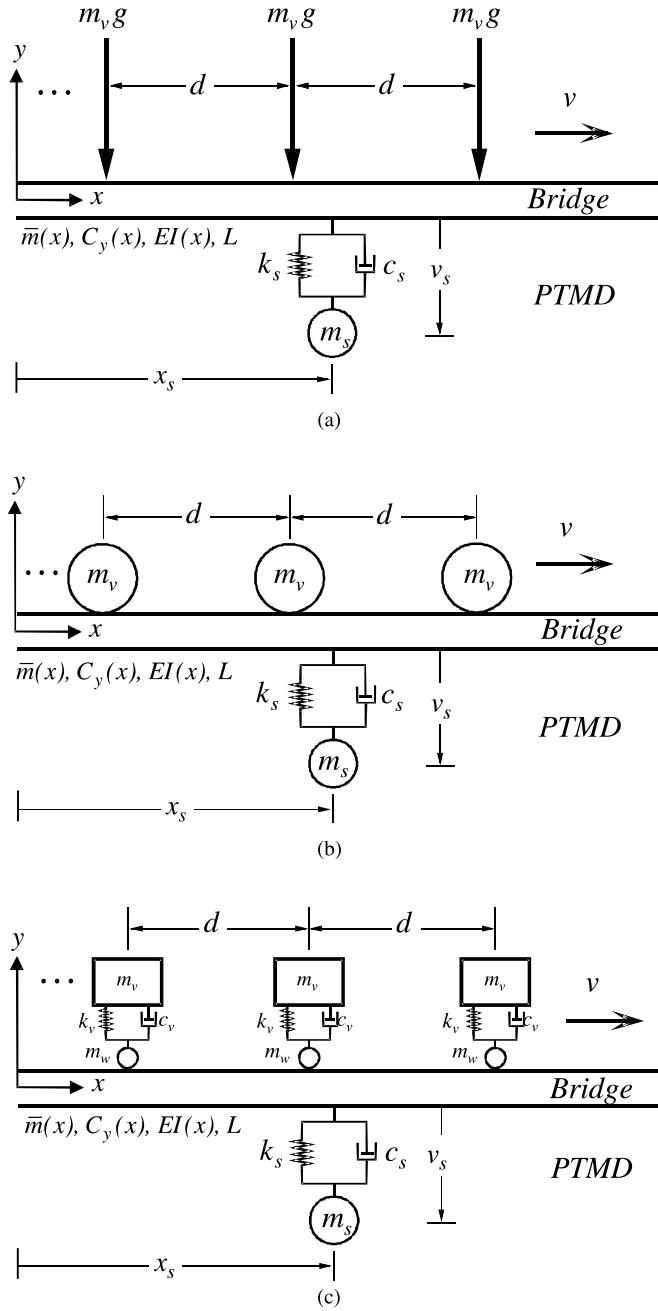 m_v g m_v g m_v g
y
... d d v
x Bridge
m̅(x), C_y(x), EI(x), L
k_s c_s v_s
PTMD
m_s
x_s
(a)
y d d v
... m_v m_v m_v
x Bridge
m̅(x), C_y(x), EI(x), L
k_s c_s v_s
PTMD
m_s
x_s
(b)
d d
y
... m_v m_v m_v v
k_v c_v k_v c_v k_v c_v
m_w m_w m_w
x Bridge
m̅(x), C_y(x), EI(x), L
k_s c_s v_s PTMD
m_s
x_s
(c)